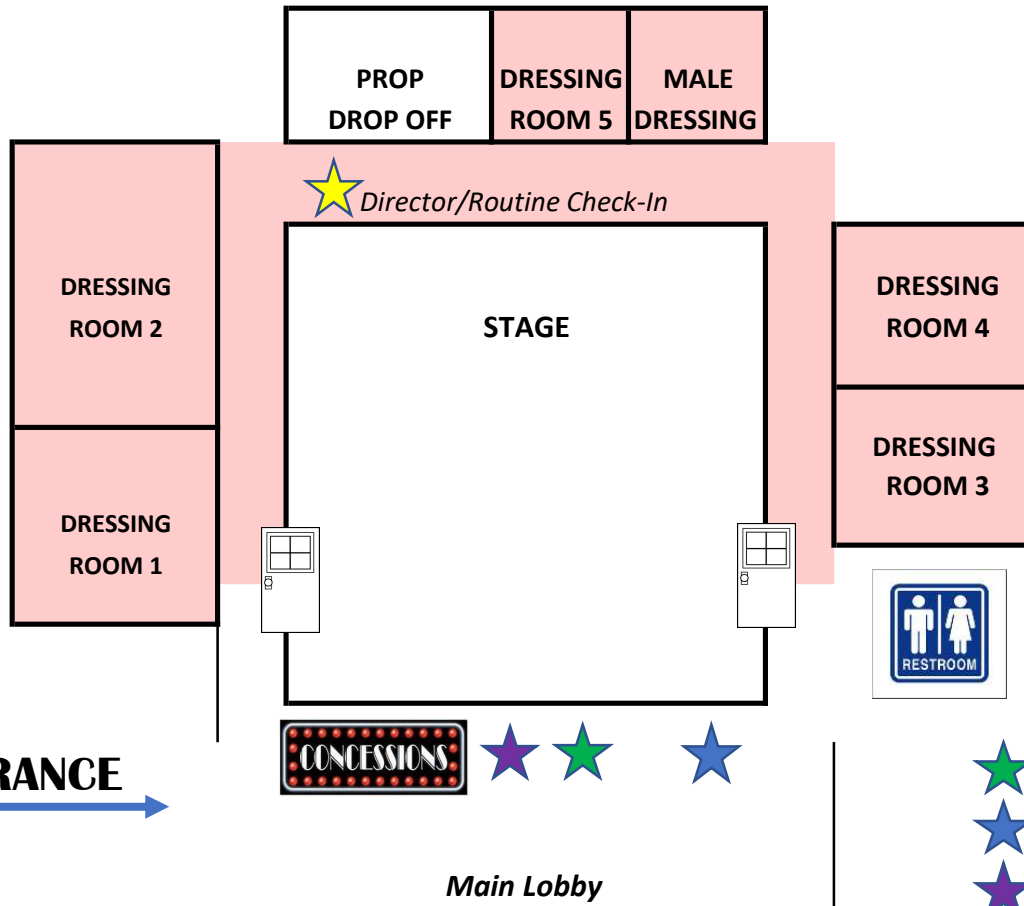 PROP
DROP OFF
DRESSING
ROOM 5
MALE
DRESSING
Director/Routine Check-In
DRESSING
ROOM 2
STAGE
DRESSING
ROOM 4
DRESSING
ROOM 3
DRESSING
ROOM 1
RESTROOM
CONCESSIONS
RANCE
Main Lobby